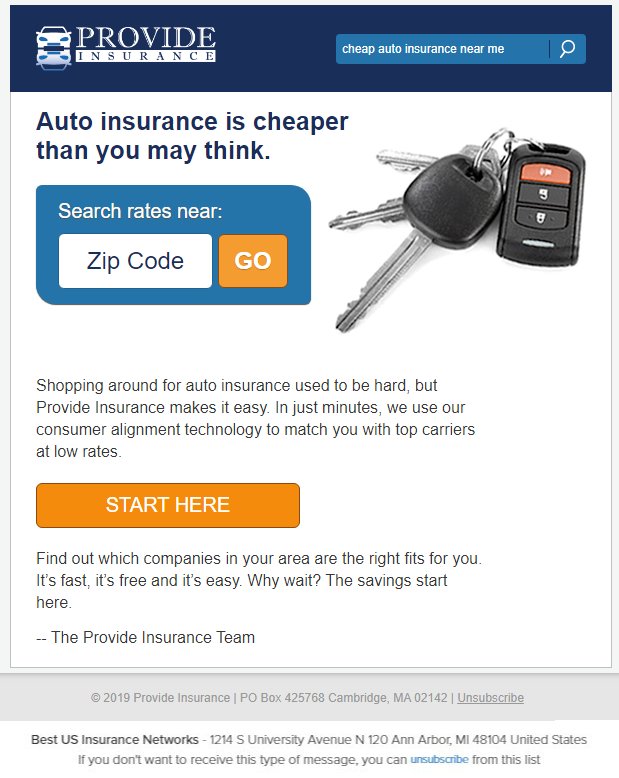 PROVIDE
INSURANCE
cheap auto insurance near me
Auto insurance is cheaper
than you may think.
Search rates near:
Zip Code
GO
Shopping around for auto insurance used to be hard, but
Provide Insurance makes it easy. In just minutes, we use our
consumer alignment technology to match you with top carriers
at low rates.
START HERE
Find out which companies in your area are the right fits for you.
It’s fast, it’s free and it’s easy. Why wait? The savings start
here.
-- The Provide Insurance Team
© 2019 Provide Insurance | PO Box 425768 Cambridge, MA 02142 | Unsubscribe
Best US Insurance Networks - 1214 S University Avenue N 120 Ann Arbor, MI 48104 United States
If you don't want to receive this type of message, you can unsubscribe from this list